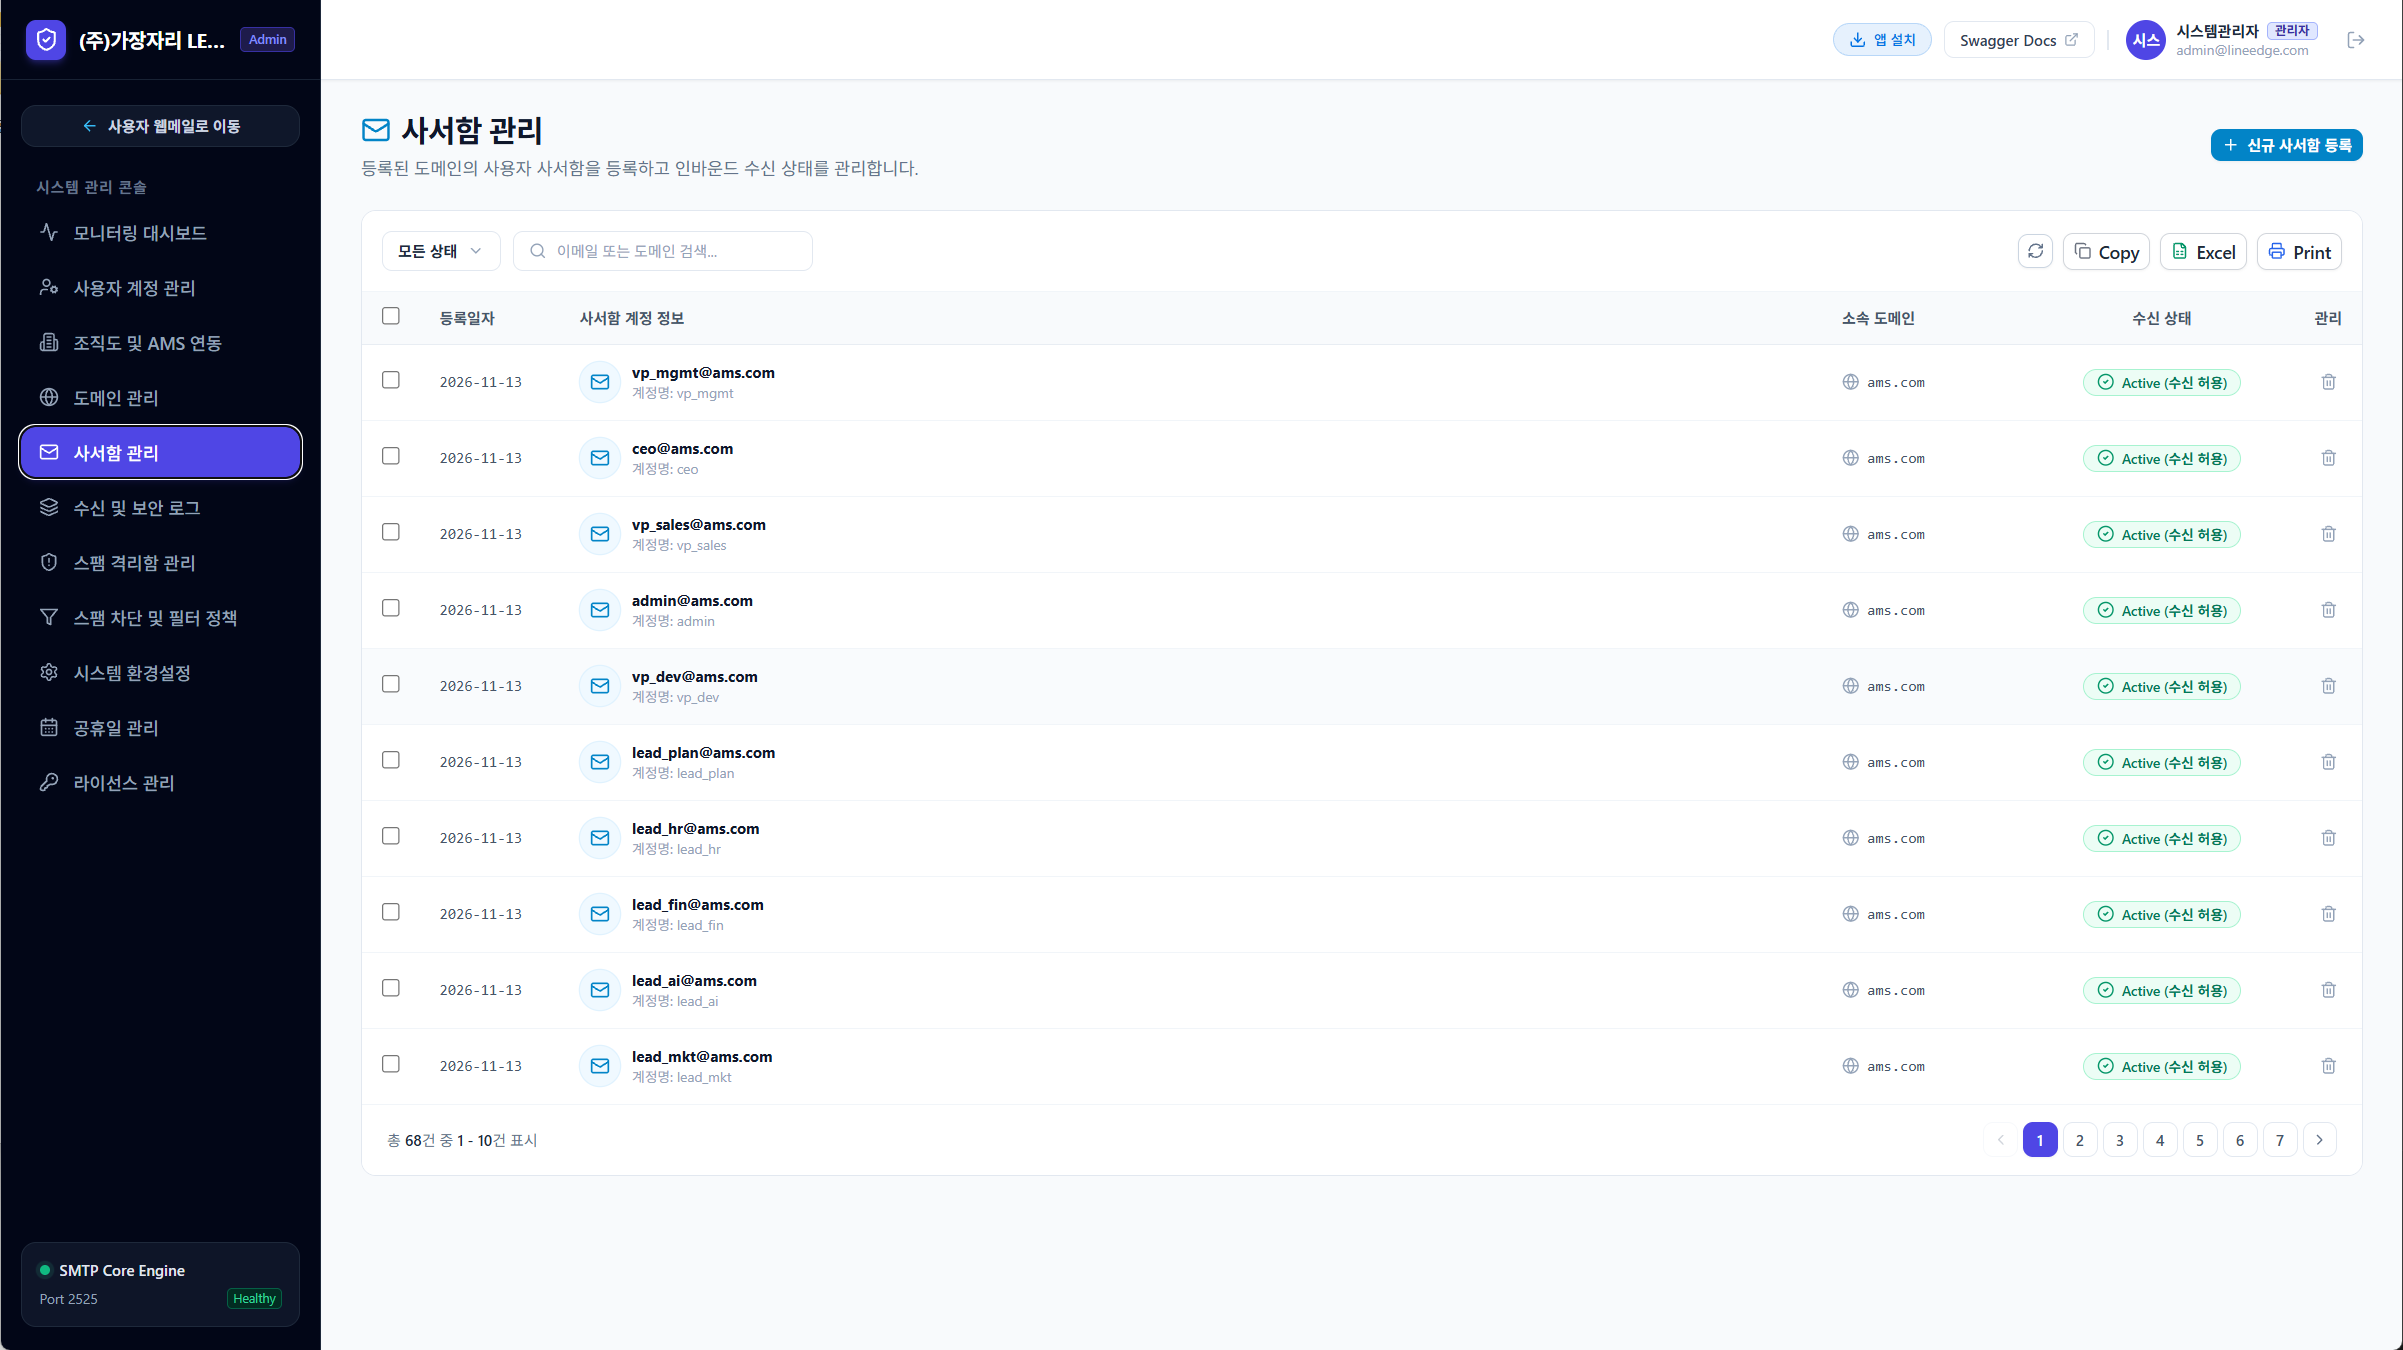 (주)가장자리 LE... Admin
사용자 웹메일로 이동
시스템 관리 콘솔
모니터링 대시보드
사용자 계정 관리
조직도 및 AMS 연동
도메인 관리
사서함 관리
수신 및 보안 로그
스팸 격리함 관리
스팸 차단 및 필터 정책
시스템 환경설정
공휴일 관리
라이선스 관리
SMTP Core Engine
Port 2525 Healthy
앱 설치 Swagger Docs 시스 시스템관리자 관리자
admin@lineedge.com
사서함 관리
등록된 도메인의 사용자 사서함을 등록하고 인바운드 수신 상태를 관리합니다.
신규 사서함 등록
모든 상태 이메일 또는 도메인 검색... Copy Excel Print
등록일자 사서함 계정 정보 소속 도메인 수신 상태 관리
2026-11-13 vp_mgmt@ams.com ams.com Active (수신 허용)
계정명: vp_mgmt
2026-11-13 ceo@ams.com ams.com Active (수신 허용)
계정명: ceo
2026-11-13 vp_sales@ams.com ams.com Active (수신 허용)
계정명: vp_sales
2026-11-13 admin@ams.com ams.com Active (수신 허용)
계정명: admin
2026-11-13 vp_dev@ams.com ams.com Active (수신 허용)
계정명: vp_dev
2026-11-13 lead_plan@ams.com ams.com Active (수신 허용)
계정명: lead_plan
2026-11-13 lead_hr@ams.com ams.com Active (수신 허용)
계정명: lead_hr
2026-11-13 lead_fin@ams.com ams.com Active (수신 허용)
계정명: lead_fin
2026-11-13 lead_ai@ams.com ams.com Active (수신 허용)
계정명: lead_ai
2026-11-13 lead_mkt@ams.com ams.com Active (수신 허용)
계정명: lead_mkt
총 68건 중 1 - 10건 표시 1 2 3 4 5 6 7